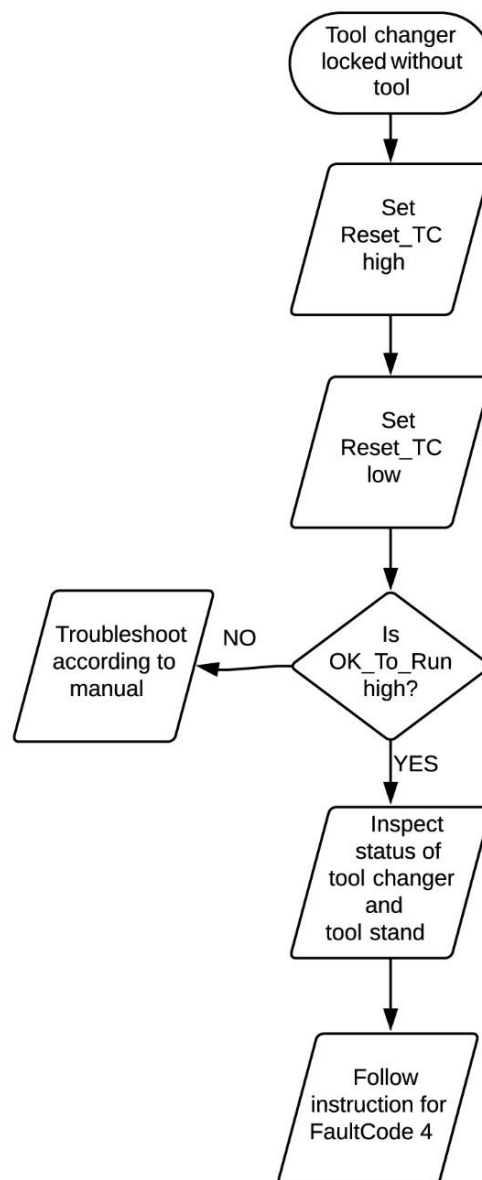 Tool changer
locked without
tool
Set
Reset_TC
high
Set
Reset_TC
low
Is
OK_To_Run
high?
NO
Troubleshoot
according to
manual
YES
Inspect
status of
tool changer
and
tool stand
Follow
instruction for
FaultCode 4